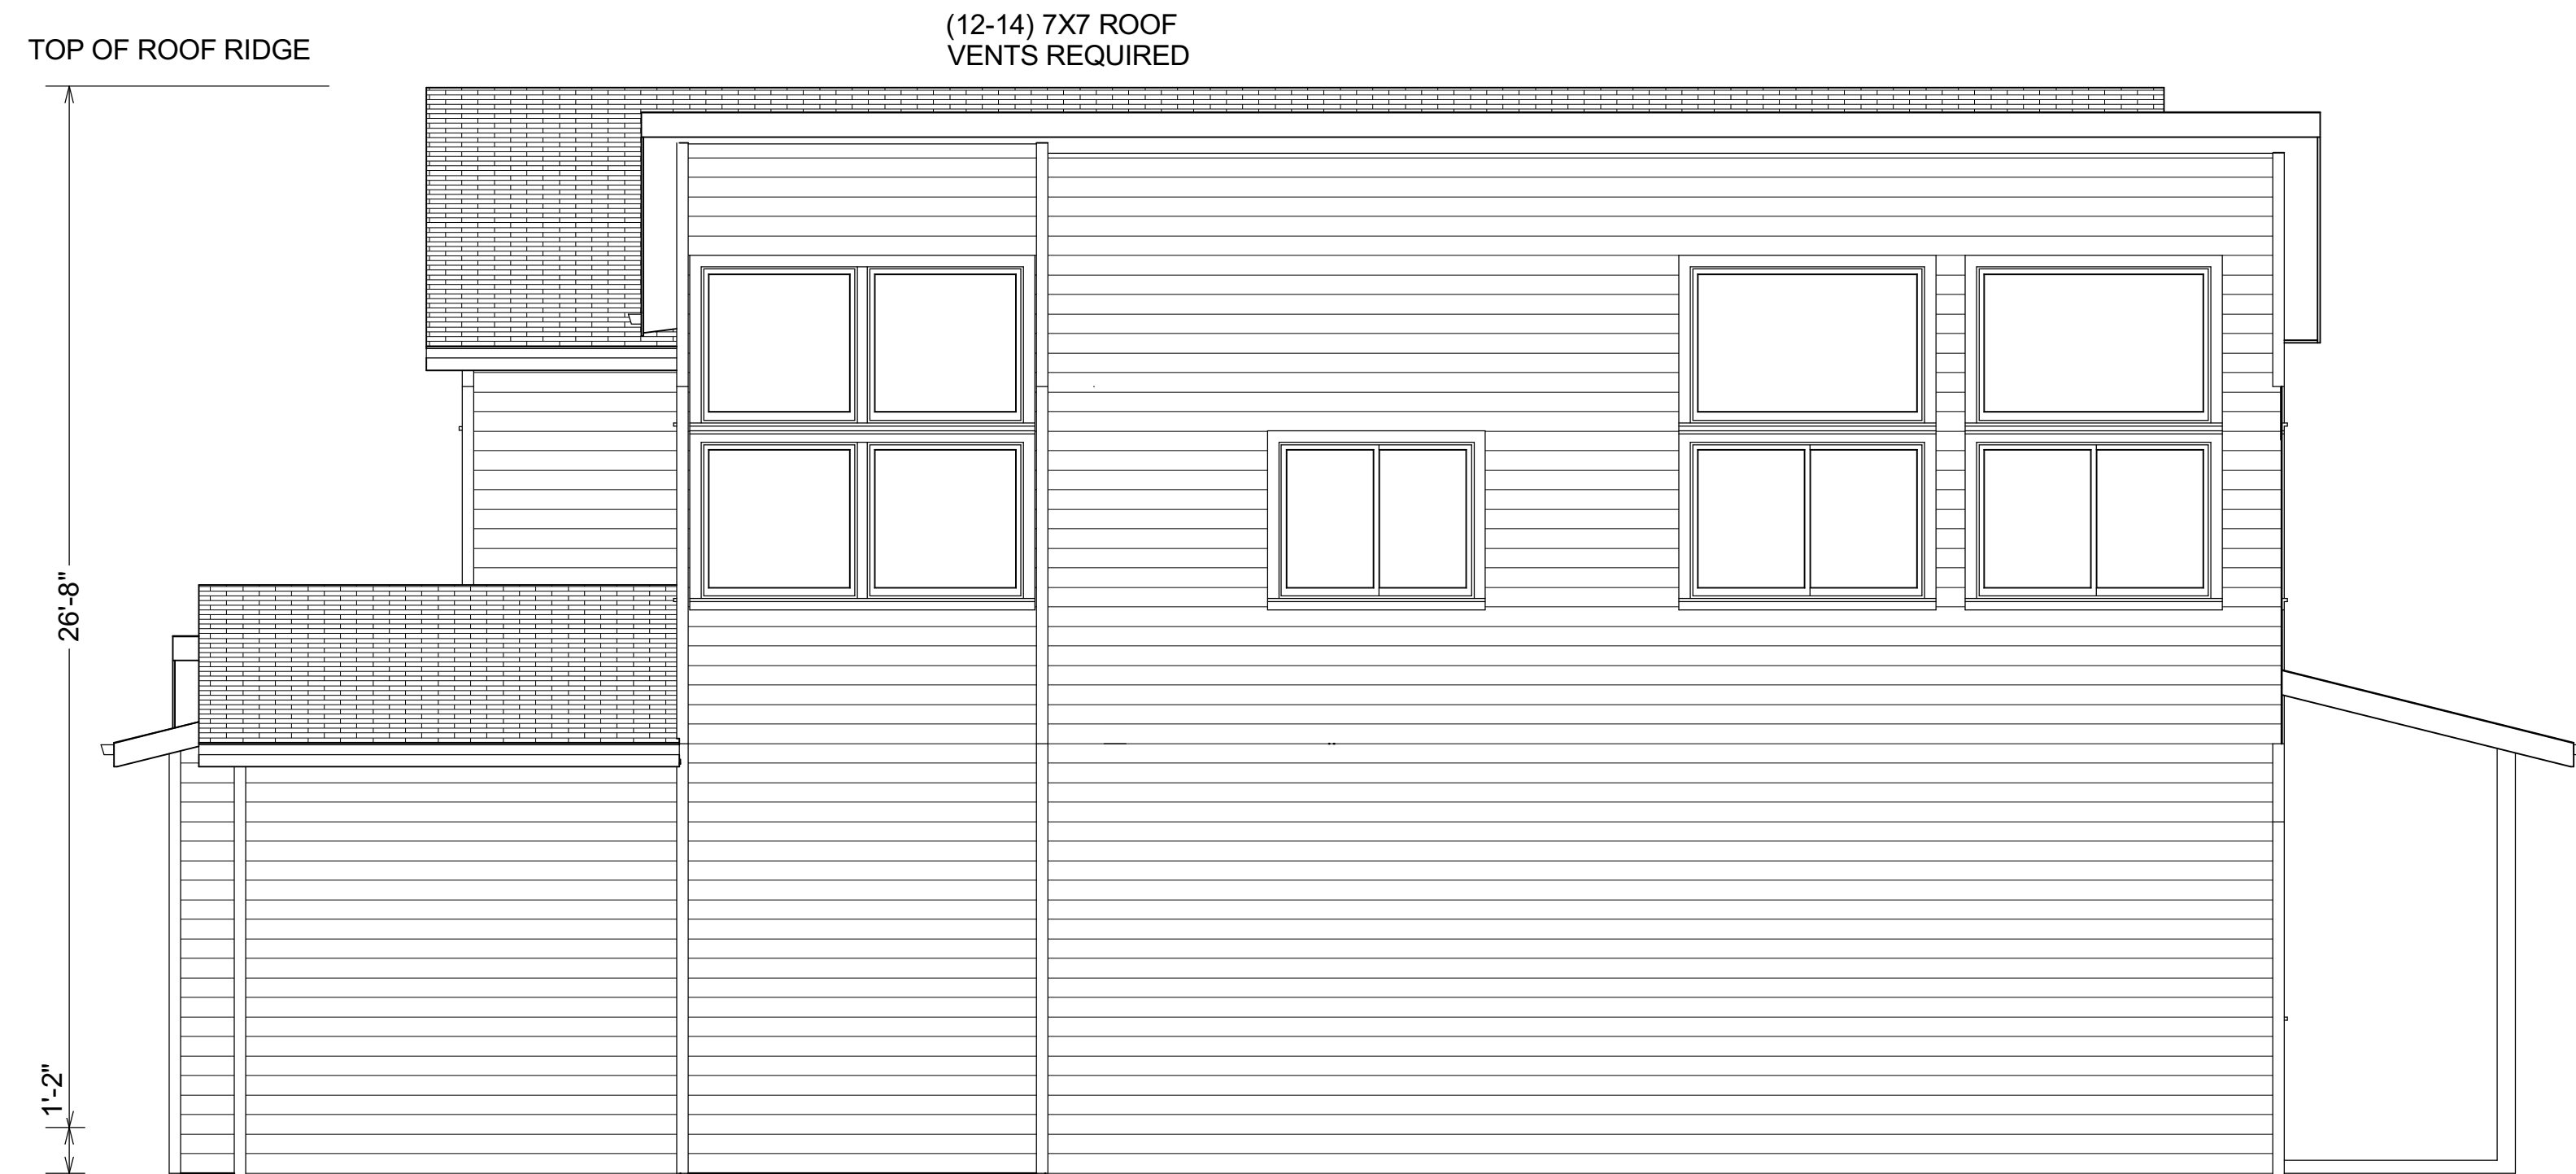 (12-14) 7X7 ROOF
VENTS REQUIRED
TOP OF ROOF RIDGE
26'-8"
1'-2"